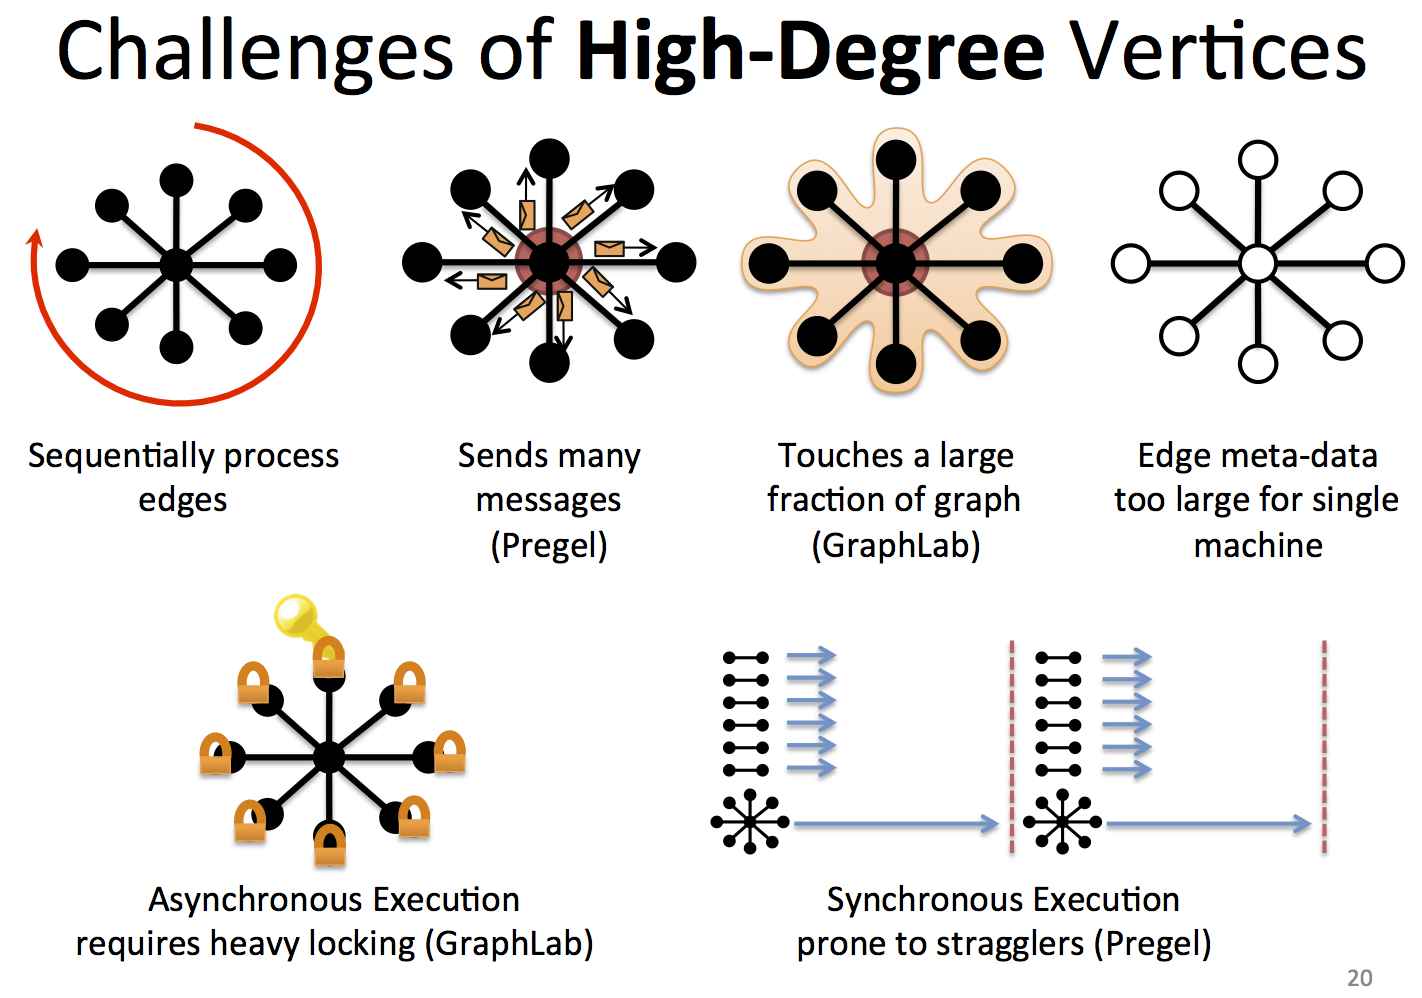 Challenges of High-Degree Vertices
Sequentially process
edges
Sends many
messages
(Pregel)
Touches a large
fraction of graph
(GraphLab)
Edge meta-data
too large for single
machine
Asynchronous Execution
requires heavy locking (GraphLab)
Synchronous Execution
prone to stragglers (Pregel)
20